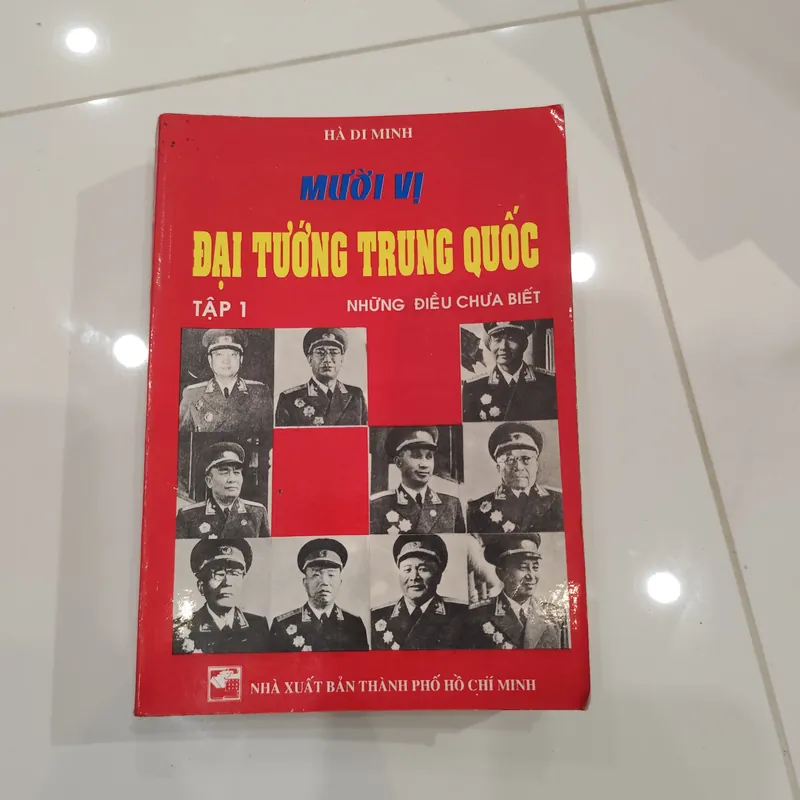 HÀ DI MINH
MƯỜI VỊ
ĐẠI TƯỚNG TRUNG QUỐC
TẬP 1 NHỮNG ĐIỀU CHƯA BIẾT
NHÀ XUẤT BẢN THÀNH PHỐ HỒ CHÍ MINH